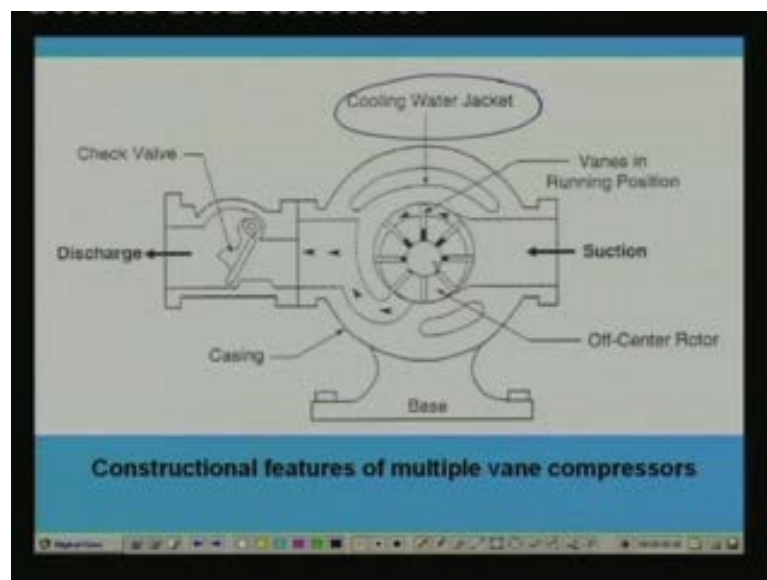 Cooling Water Jacket
Check Valve
Vanes in
Running Position
Discharge
Suction
Off-Center Rotor
Casing
Base
Constructional features of multiple vane compressors